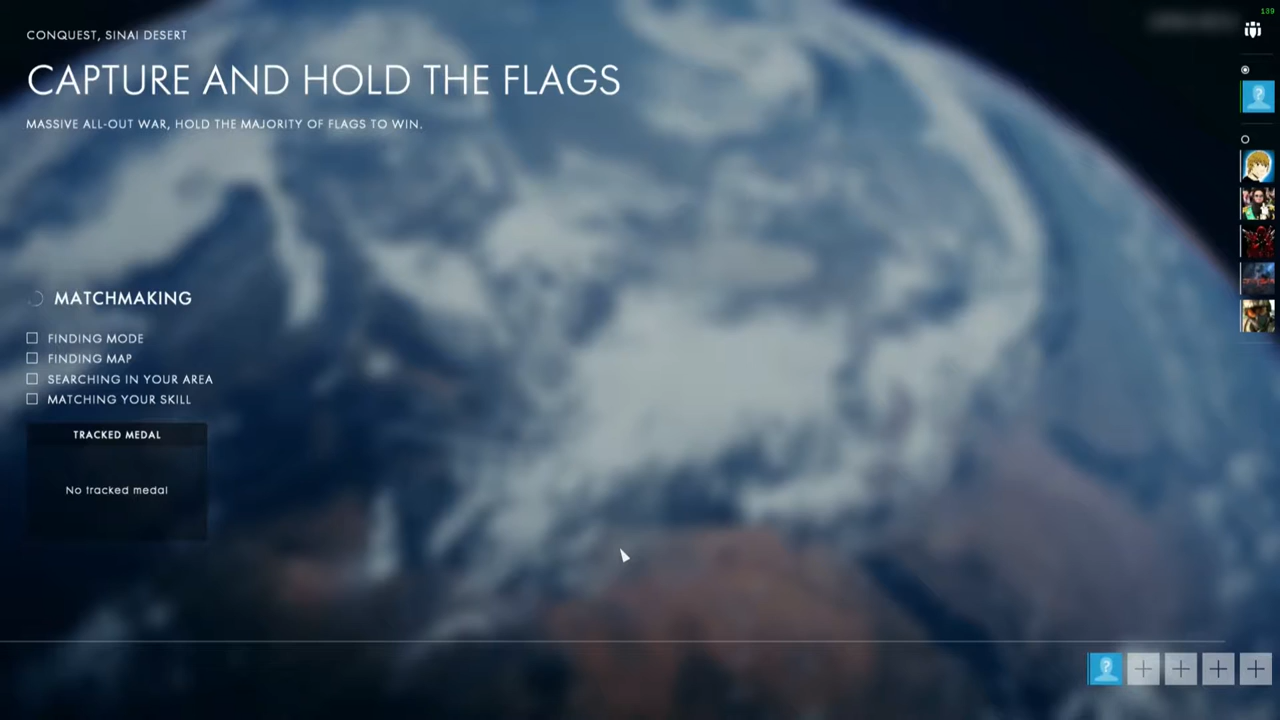 139
CONQUEST, SINAI DESERT
CAPTURE AND HOLD THE FLAGS
MASSIVE ALL-OUT WAR, HOLD THE MAJORITY OF FLAGS TO WIN.
MATCHMAKING
FINDING MODE
FINDING MAP
SEARCHING IN YOUR AREA
MATCHING YOUR SKILL
TRACKED MEDAL
No tracked medal